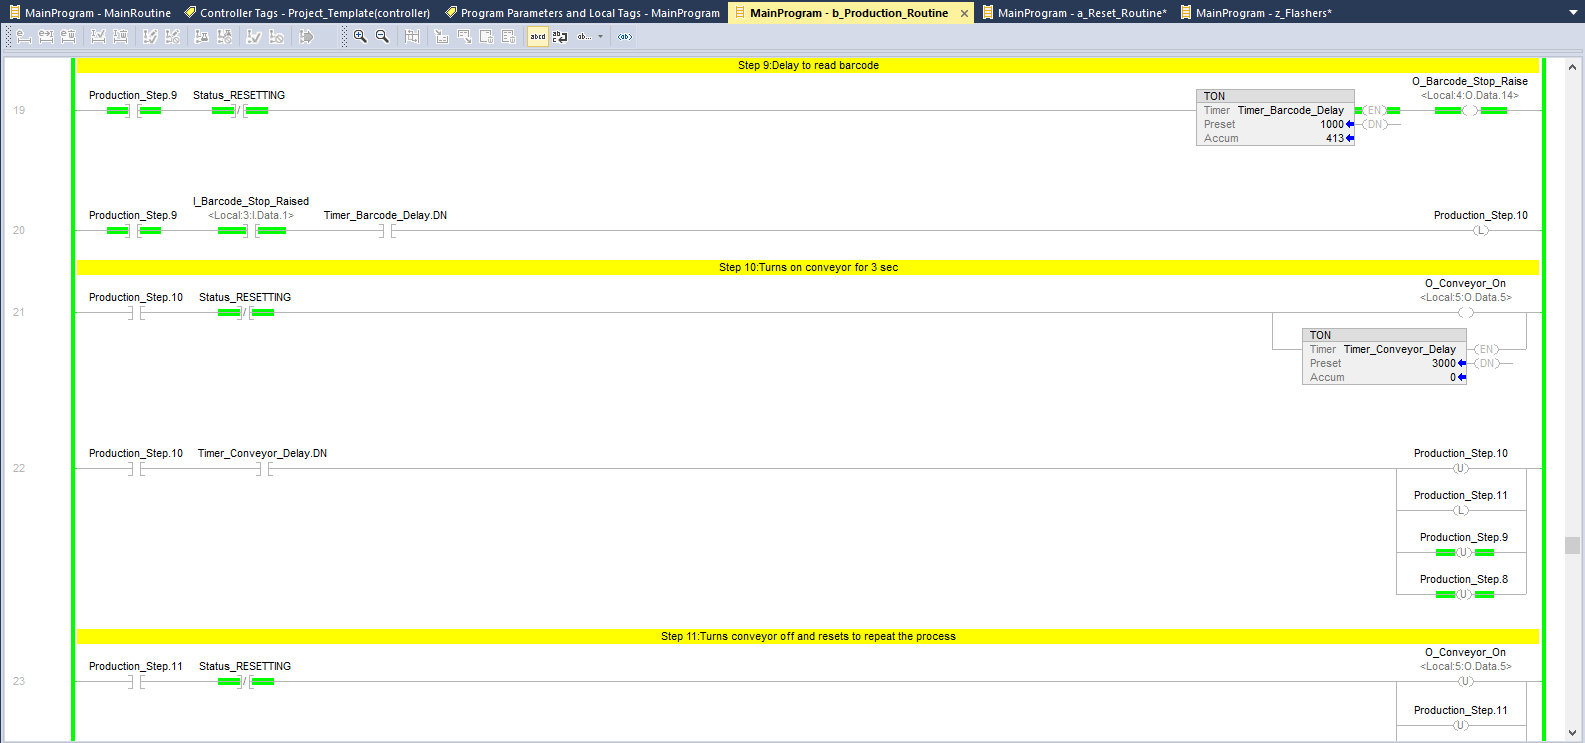 MainProgram - MainRoutine
Controller Tags - Project_Template(controller)
Program Parameters and Local Tags - MainProgram
MainProgram - b_Production_Routine
MainProgram - a_Reset_Routine*
MainProgram - z_Flashers*
abcd
ab...
Step 9:Delay to read barcode
19
Production_Step.9
Status_RESETTING
/
TON
Timer Timer_Barcode_Delay
Preset 1000
Accum 413
EN
DN
O_Barcode_Stop_Raise
<Local:4:O.Data.14>
20
Production_Step.9
I_Barcode_Stop_Raised
<Local:3:I.Data.1>
Timer_Barcode_Delay.DN
Production_Step.10
L
Step 10:Turns on conveyor for 3 sec
21
Production_Step.10
Status_RESETTING
/
O_Conveyor_On
<Local:5:O.Data.5>
TON
Timer Timer_Conveyor_Delay
Preset 3000
Accum 0
EN
DN
22
Production_Step.10
Timer_Conveyor_Delay.DN
Production_Step.10
U
Production_Step.11
L
Production_Step.9
U
Production_Step.8
U
Step 11:Turns conveyor off and resets to repeat the process
23
Production_Step.11
Status_RESETTING
/
O_Conveyor_On
<Local:5:O.Data.5>
U
Production_Step.11
U